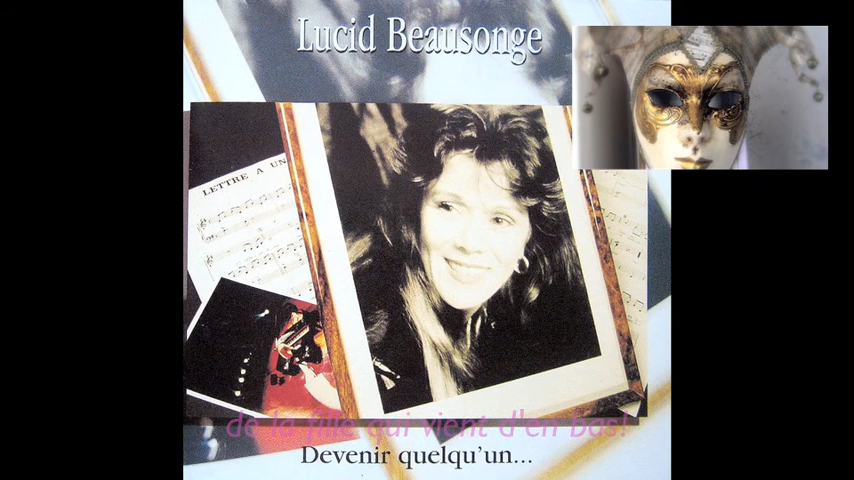 Lucid Beausonge
LETTRE A UN
de la fille qui vient d'en bas!
Devenir quelqu'un...